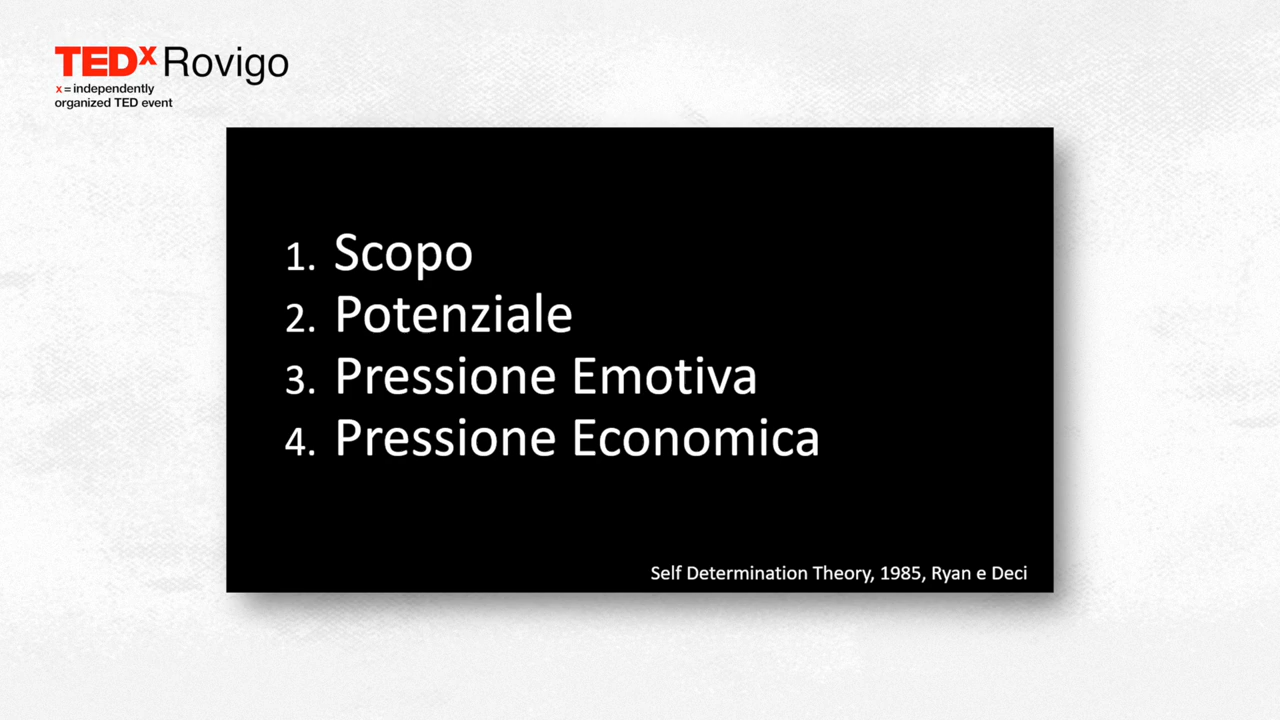 TEDx Rovigo
x = independently
organized TED event
1. Scopo
2. Potenziale
3. Pressione Emotiva
4. Pressione Economica
Self Determination Theory, 1985, Ryan e Deci